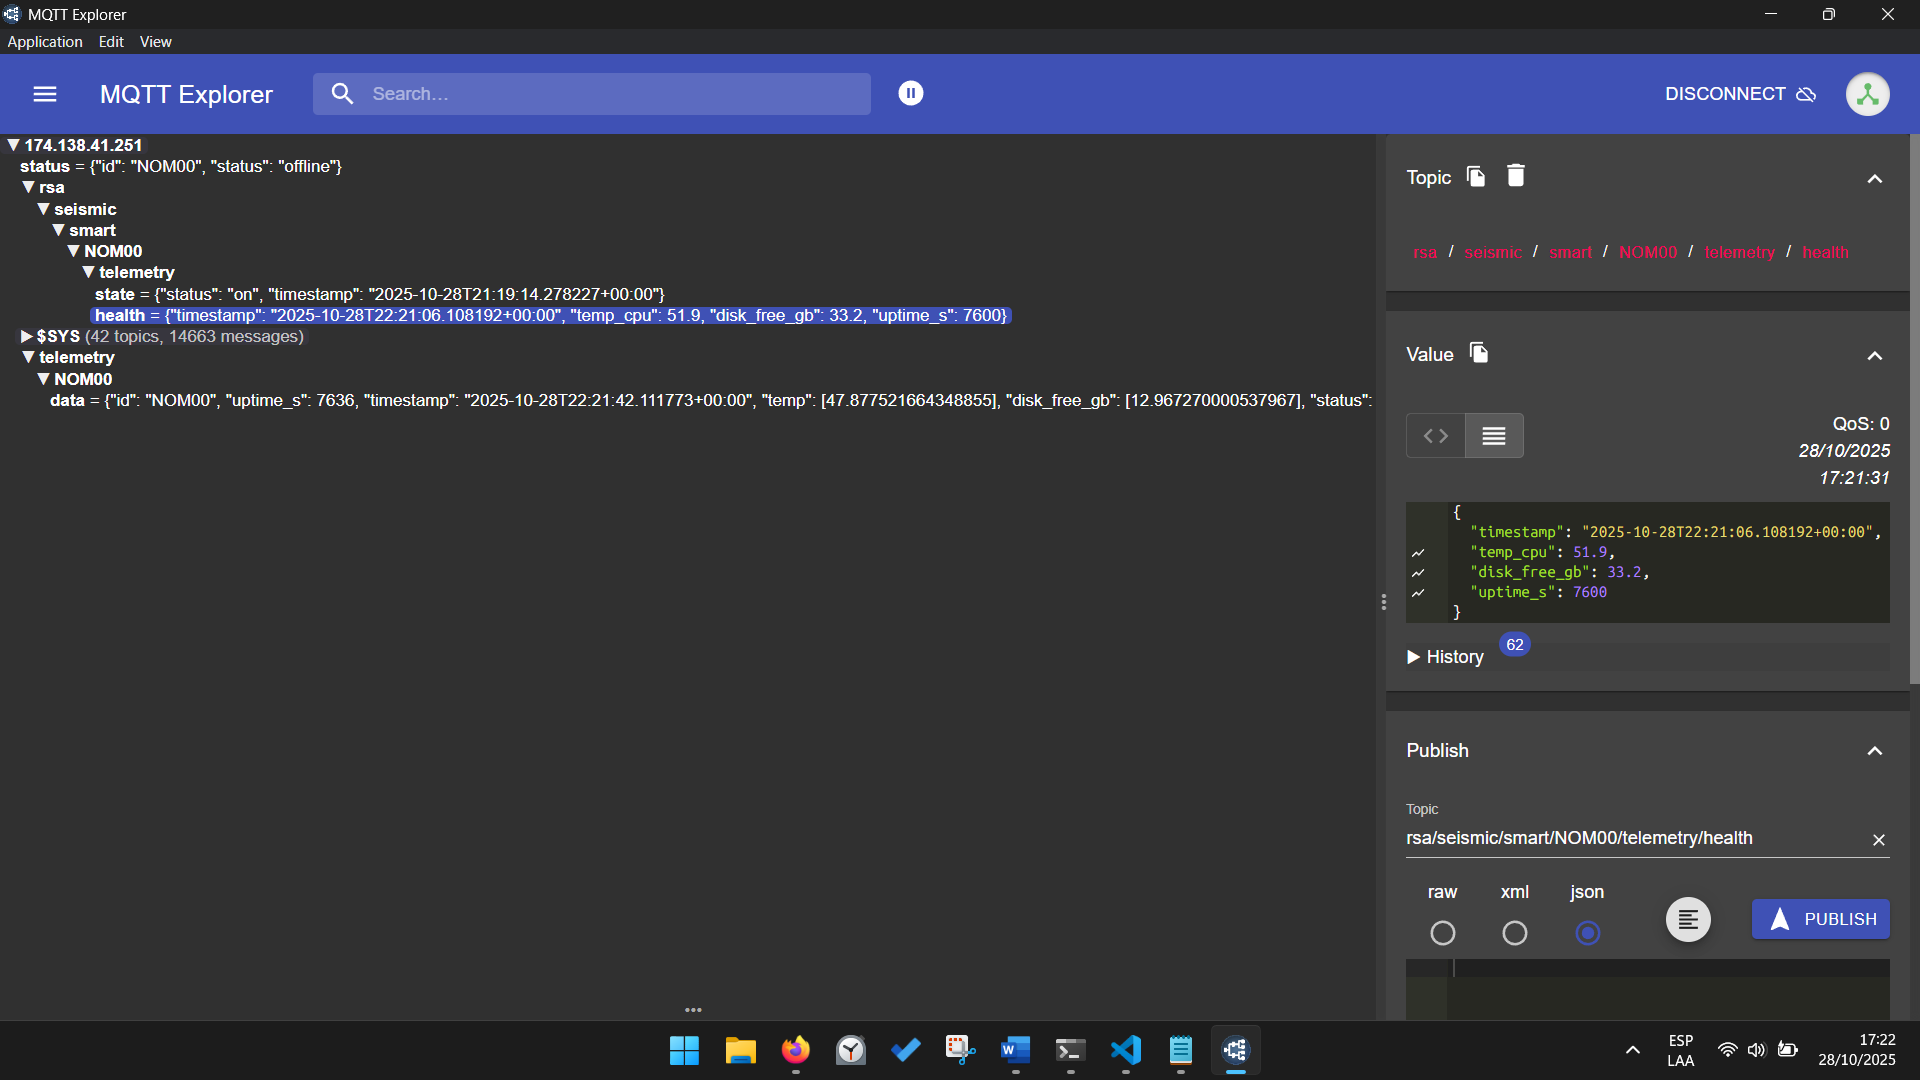 MQTT Explorer
Application Edit View
MQTT Explorer
Search...
DISCONNECT
▼ 174.138.41.251
status = {"id": "NOM00", "status": "offline"}
▼ rsa
▼ seismic
▼ smart
▼ NOM00
▼ telemetry
state = {"status": "on", "timestamp": "2025-10-28T21:19:14.278227+00:00"}
health = {"timestamp": "2025-10-28T22:21:06.108192+00:00", "temp_cpu": 51.9, "disk_free_gb": 33.2, "uptime_s": 7600}
▶ $SYS (42 topics, 14663 messages)
▼ telemetry
▼ NOM00
data = {"id": "NOM00", "uptime_s": 7636, "timestamp": "2025-10-28T22:21:42.111773+00:00", "temp": [47.877521664348855], "disk_free_gb": [12.967270000537967], "status":
Topic
rsa / seismic / smart / NOM00 / telemetry / health
Value
QoS: 0
28/10/2025
17:21:31
{
"timestamp": "2025-10-28T22:21:06.108192+00:00",
"temp_cpu": 51.9,
"disk_free_gb": 33.2,
"uptime_s": 7600
}
▶ History 62
Publish
Topic
rsa/seismic/smart/NOM00/telemetry/health
raw xml json
PUBLISH
ESP
LAA
17:22
28/10/2025